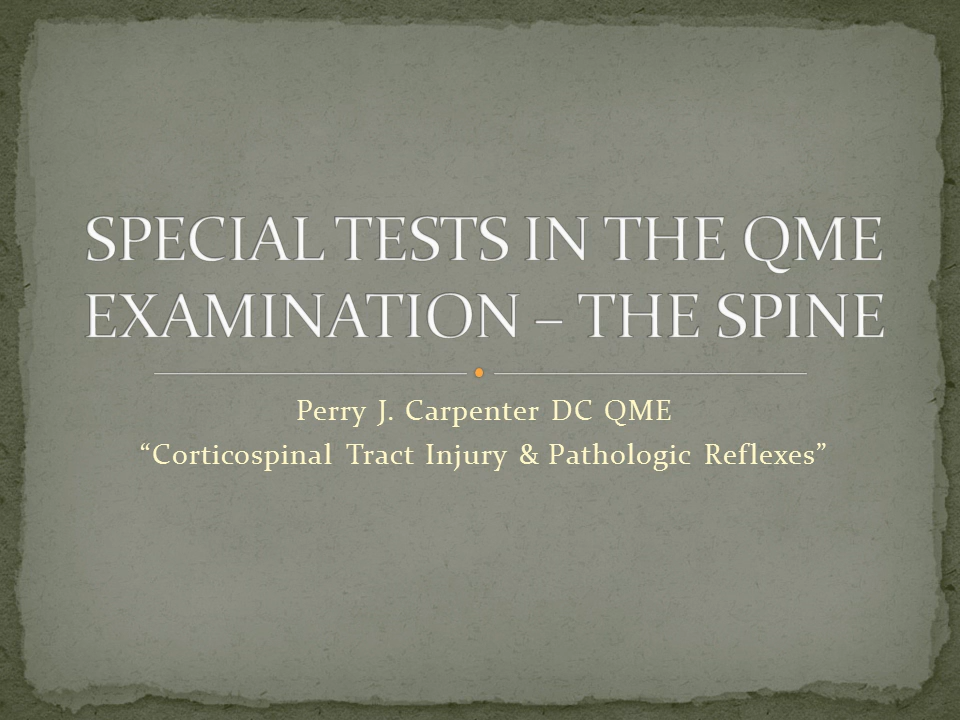 SPECIAL TESTS IN THE QME
EXAMINATION – THE SPINE
Perry J. Carpenter DC QME
“Corticospinal Tract Injury & Pathologic Reflexes”